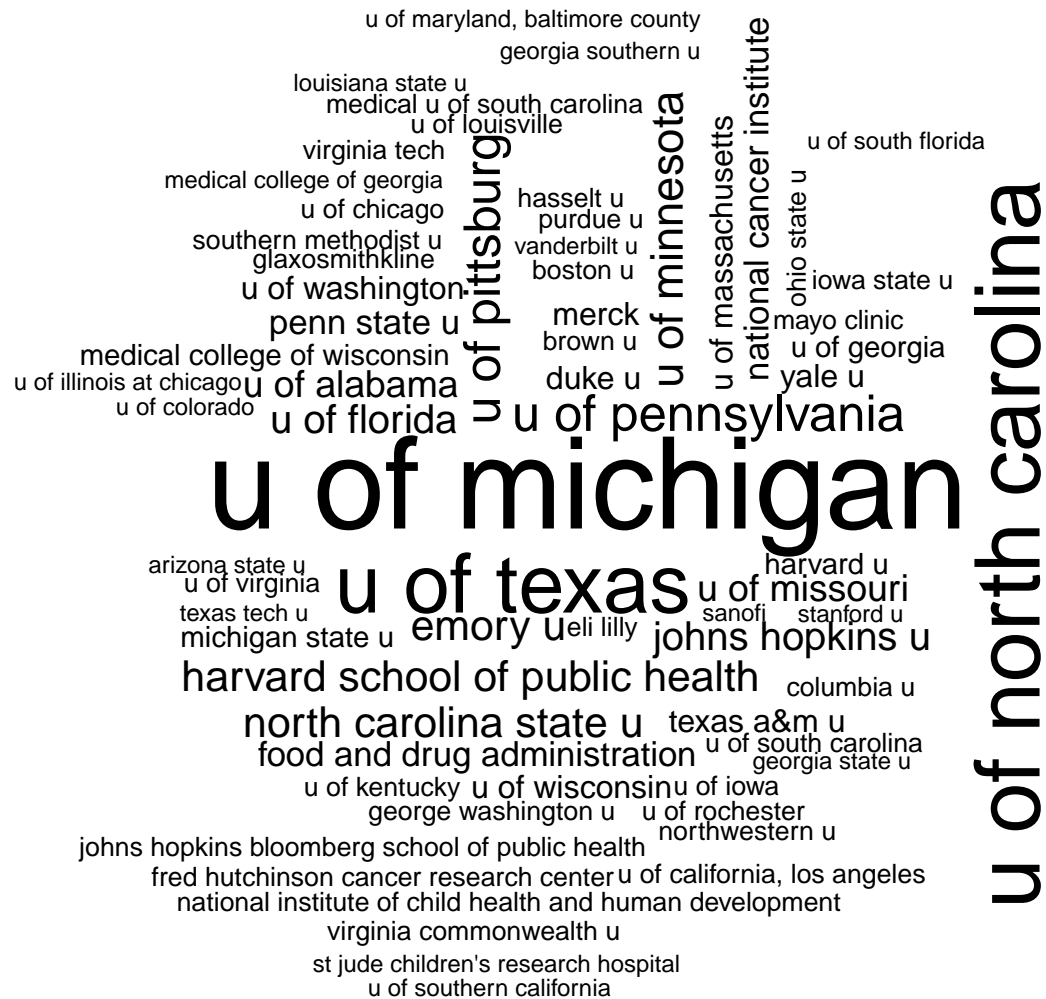 u of maryland, baltimore county
georgia southern u
louisiana state u
medical u of south carolina
u of louisville
virginia tech
u of south florida
medical college of georgia
hasselt u
u of chicago
purdue u
southern methodist u
vanderbilt u
glaxosmithkline
boston u
u of washington
iowa state u
penn state u
merck
mayo clinic
brown u
u of georgia
medical college of wisconsin
u of illinois at chicago
u of alabama
duke u
yale u
u of colorado
u of florida
u of pittsburg
u of minnesota
u of massachusetts
national cancer institute
ohio state u
u of pennsylvania
u of michigan
u of north carolina
arizona state u
harvard u
u of virginia
u of texas
u of missouri
texas tech u
sanofi
stanford u
michigan state u
emory u
eli lilly
johns hopkins u
harvard school of public health
columbia u
north carolina state u
texas a&m u
food and drug administration
u of south carolina
georgia state u
u of kentucky
u of wisconsin
u of iowa
george washington u
u of rochester
northwestern u
johns hopkins bloomberg school of public health
fred hutchinson cancer research center
u of california, los angeles
national institute of child health and human development
virginia commonwealth u
st jude children's research hospital
u of southern california